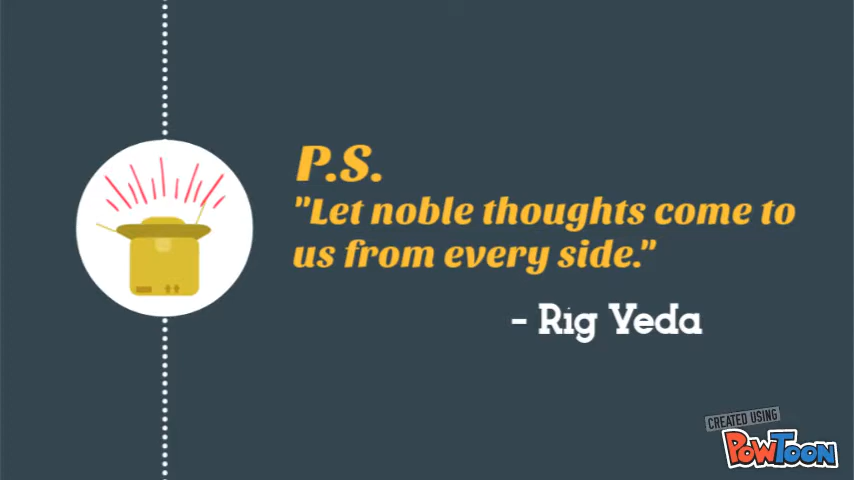 P.S.
"Let noble thoughts come to
us from every side."
- Rig Veda
CREATED USING
POWTOON